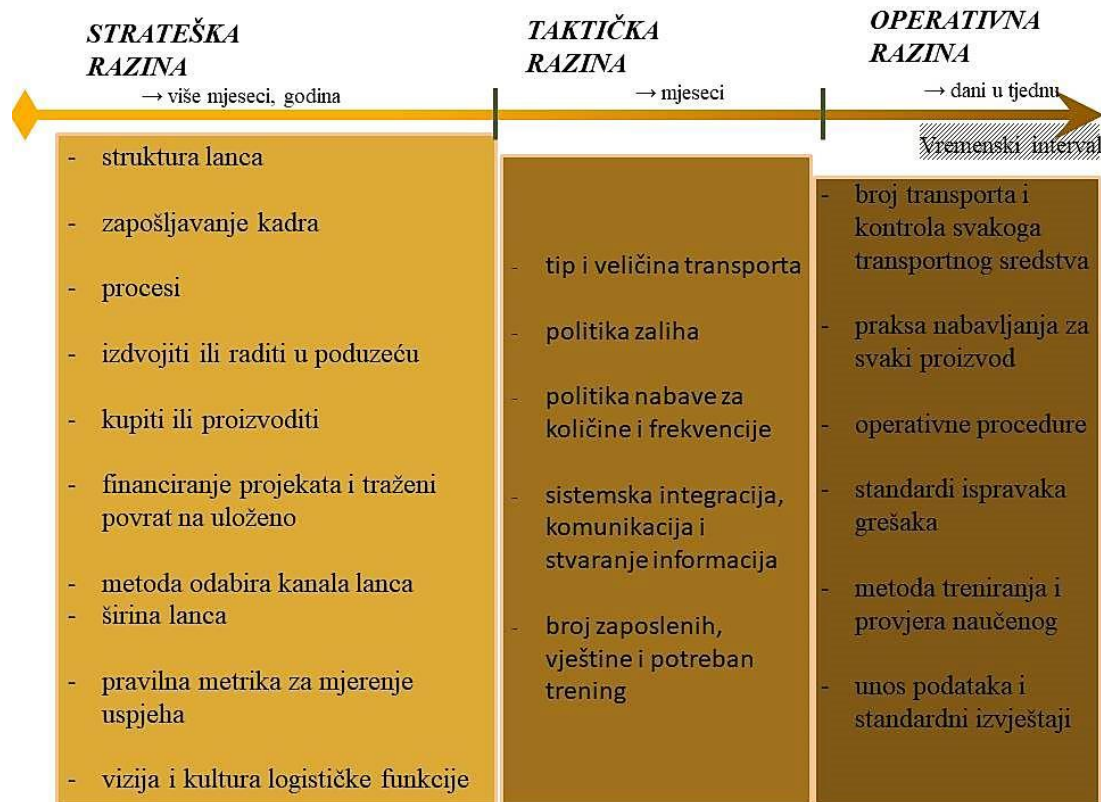 STRATEŠKA
RAZINA
→ više mjeseci, godina
TAKTIČKA
RAZINA
→ mjeseci
OPERATIVNA
RAZINA
→ dani u tjednu
Vremenski interval
- struktura lanca
- zapošljavanje kadra
- procesi
- izdvojiti ili raditi u poduzeću
- kupiti ili proizvoditi
- financiranje projekata i traženi
povrat na uloženo
- metoda odabira kanala lanca
- širina lanca
- pravilna metrika za mjerenje
uspjeha
- vizija i kultura logističke funkcije
- tip i veličina transporta
- politika zaliha
- politika nabave za
količine i frekvencije
- sistemska integracija,
komunikacija i
stvaranje informacija
- broj zaposlenih,
vještine i potreban
trening
- broj transporta i
kontrola svakoga
transportnog sredstva
- praksa nabavljanja za
svaki proizvod
- operativne procedure
- standardi ispravaka
grešaka
- metoda treniranja i
provjera naučenog
- unos podataka i
standardni izvještaji